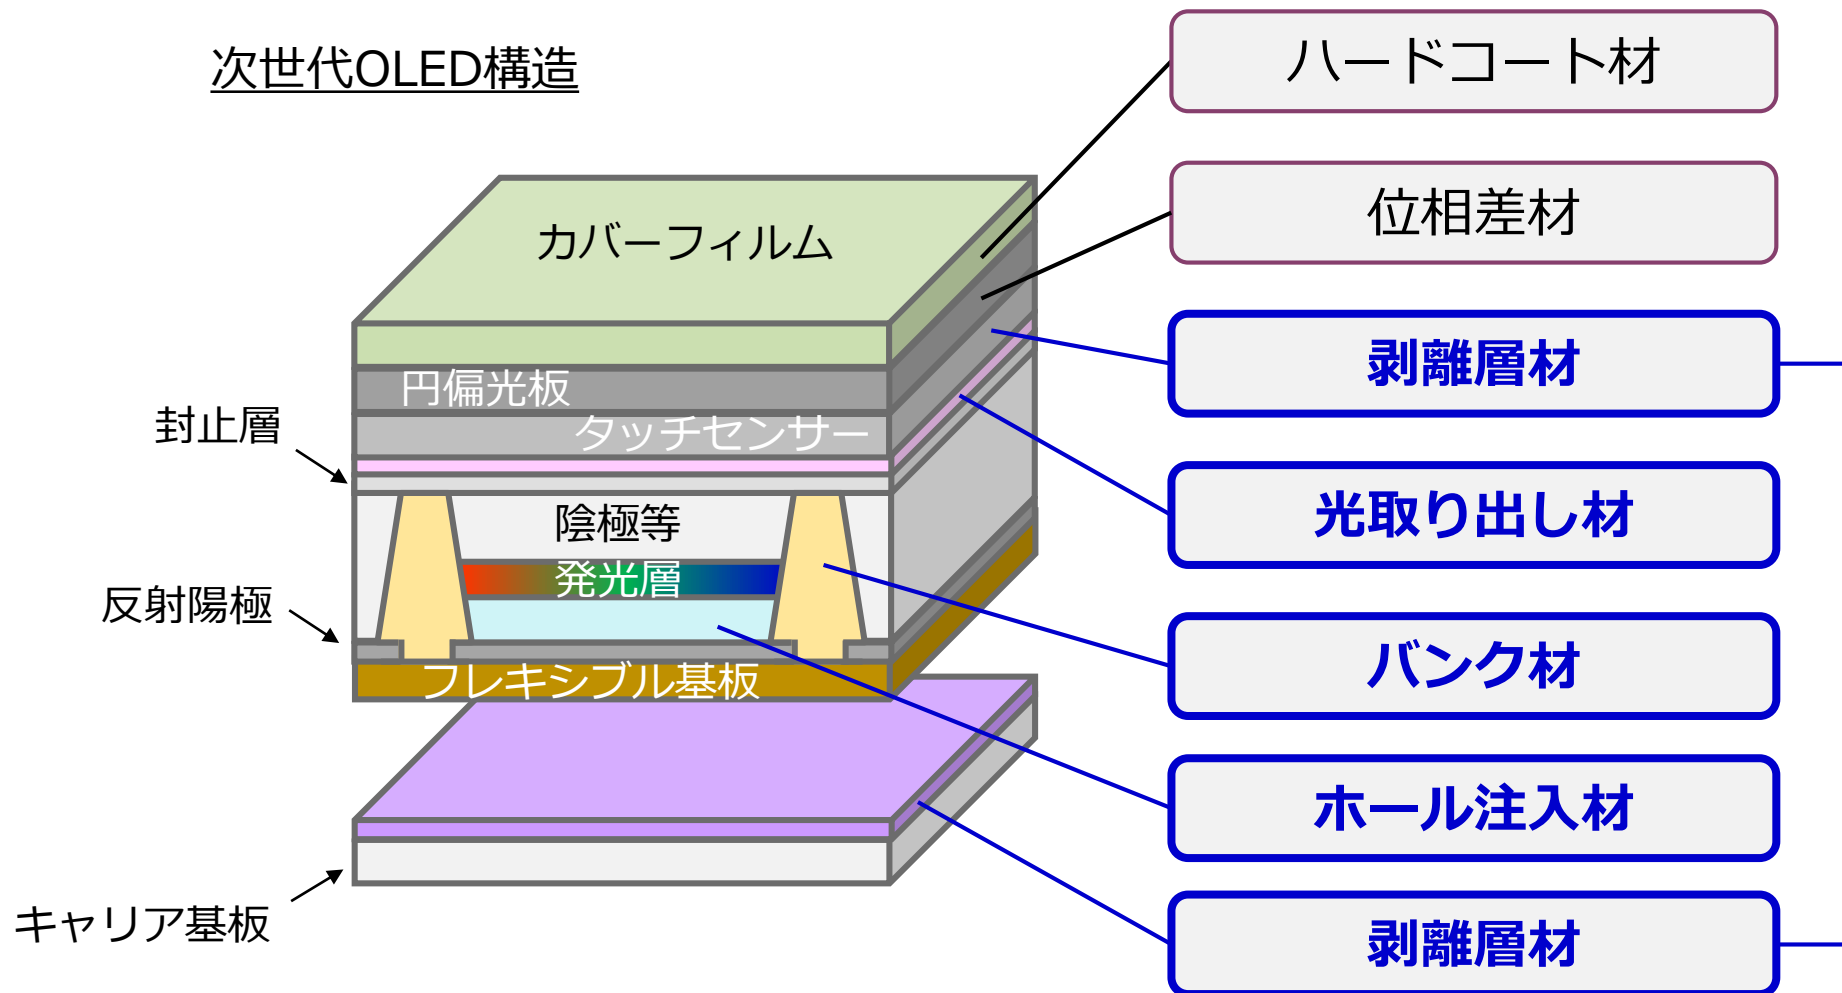 次世代OLED構造
ハードコート材
位相差材
剥離層材
光取り出し材
バンク材
ホール注入材
剥離層材
カバーフィルム
円偏光板
タッチセンサー
封止層
陰極等
発光層
反射陽極
フレキシブル基板
キャリア基板